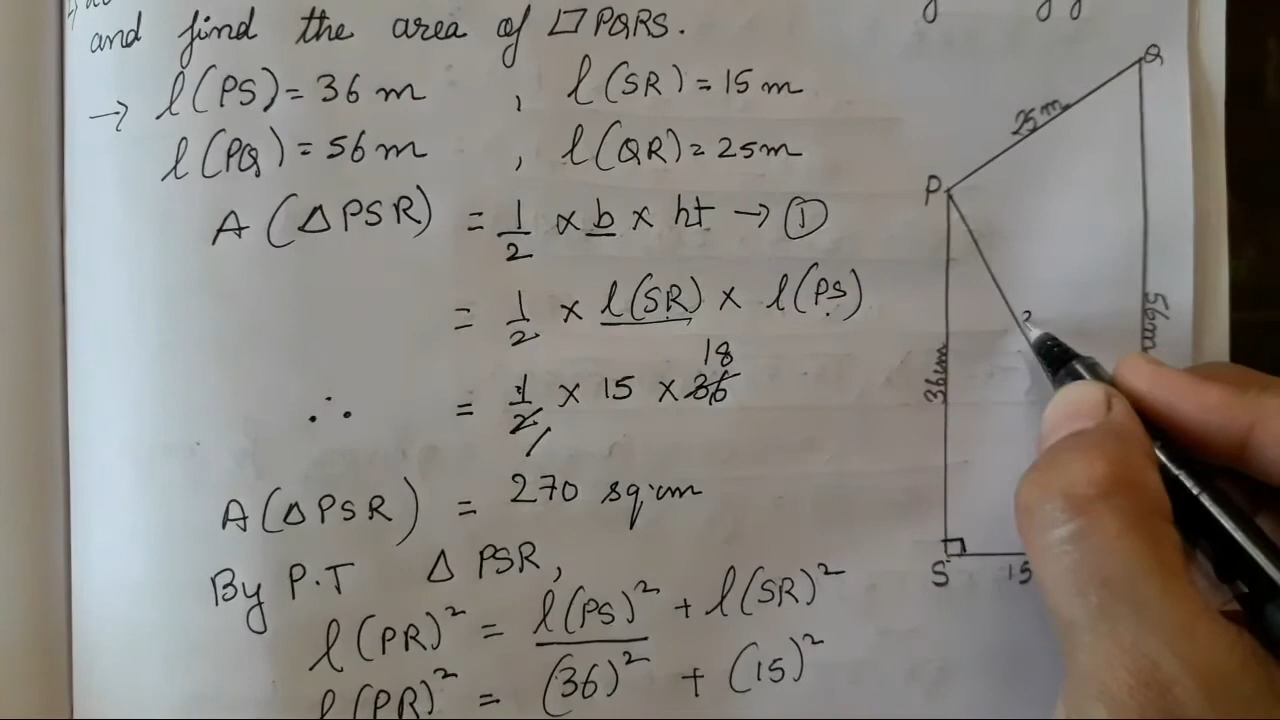 and find the area of □PQRS.
→ l(PS) = 36 m , l(SR) = 15 m
l(PQ) = 56 m , l(QR) = 25m
A(△PSR) = 1/2 × b × ht → ①
= 1/2 × l(SR) × l(PS)
18
∴ = 1/2 × 15 × 36
1
A(△PSR) = 270 sq.cm
By P.T △ PSR,
l(PR)² = l(PS)² + l(SR)²
l(PR)² = (36)² + (15)²
Q
25m
P
?
56m
36m
S 15